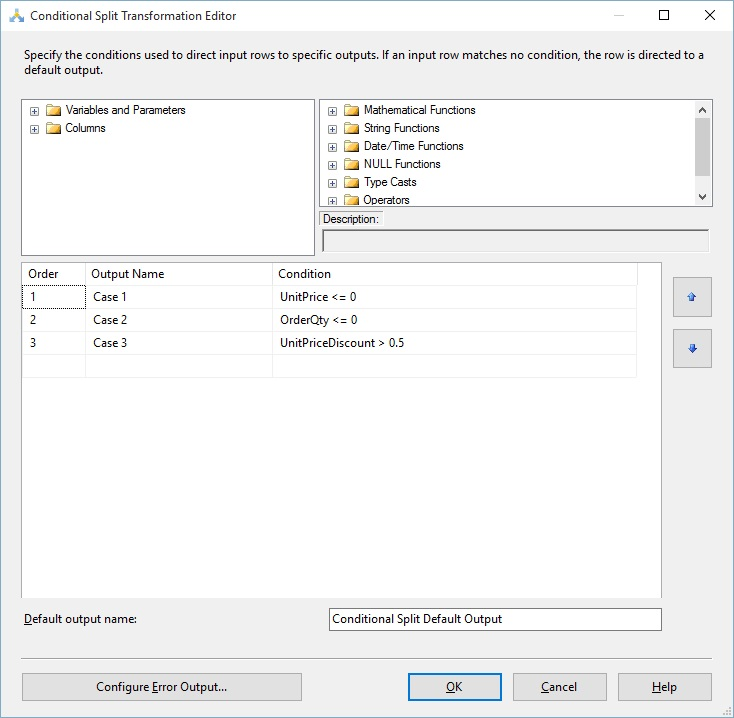 Conditional Split Transformation Editor
Specify the conditions used to direct input rows to specific outputs. If an input row matches no condition, the row is directed to a
default output.
Variables and Parameters
Columns
Mathematical Functions
String Functions
Date/Time Functions
NULL Functions
Type Casts
Operators
Description:
Order Output Name Condition
1 Case 1 UnitPrice <= 0
2 Case 2 OrderQty <= 0
3 Case 3 UnitPriceDiscount > 0.5
Default output name: Conditional Split Default Output
Configure Error Output... OK Cancel Help